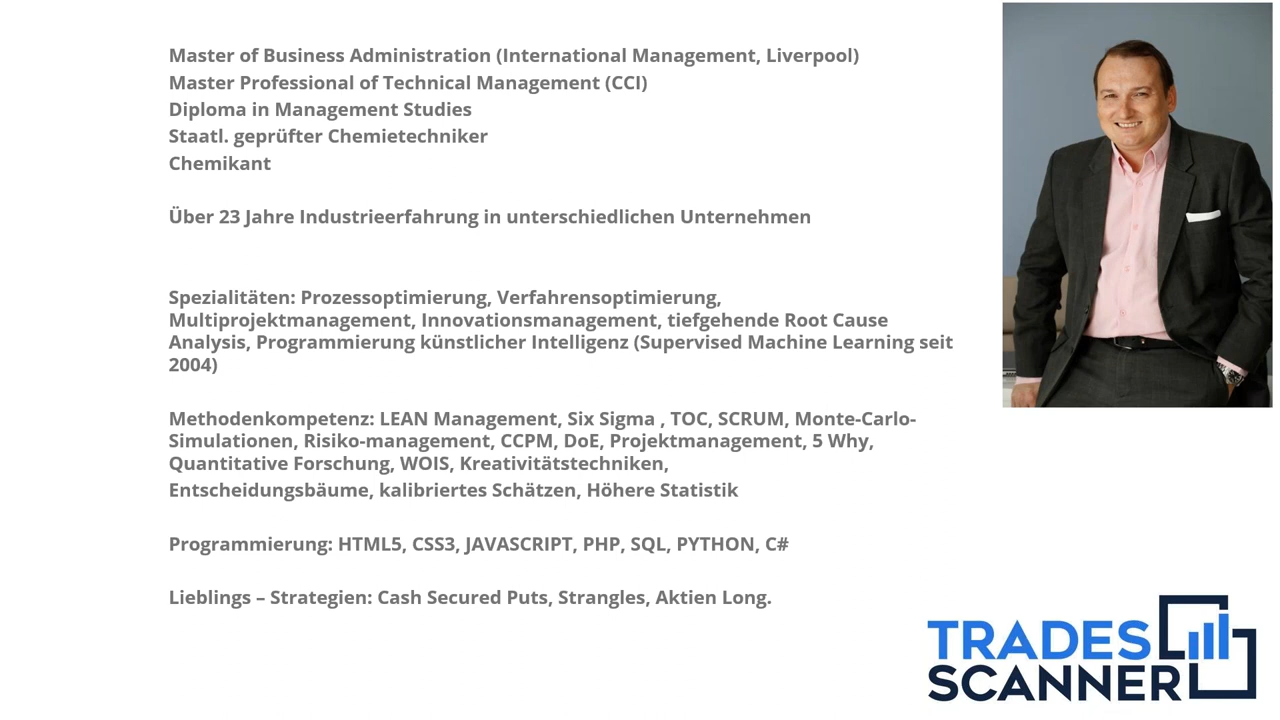 Master of Business Administration (International Management, Liverpool)
Master Professional of Technical Management (CCI)
Diploma in Management Studies
Staatl. geprüfter Chemietechniker
Chemikant
Über 23 Jahre Industrieerfahrung in unterschiedlichen Unternehmen
Spezialitäten: Prozessoptimierung, Verfahrensoptimierung,
Multiprojektmanagement, Innovationsmanagement, tiefgehende Root Cause
Analysis, Programmierung künstlicher Intelligenz (Supervised Machine Learning seit
2004)
Methodenkompetenz: LEAN Management, Six Sigma , TOC, SCRUM, Monte-Carlo-
Simulationen, Risiko-management, CCPM, DoE, Projektmanagement, 5 Why,
Quantitative Forschung, WOIS, Kreativitätstechniken,
Entscheidungsbäume, kalibriertes Schätzen, Höhere Statistik
Programmierung: HTML5, CSS3, JAVASCRIPT, PHP, SQL, PYTHON, C#
Lieblings – Strategien: Cash Secured Puts, Strangles, Aktien Long.
TRADES
SCANNER